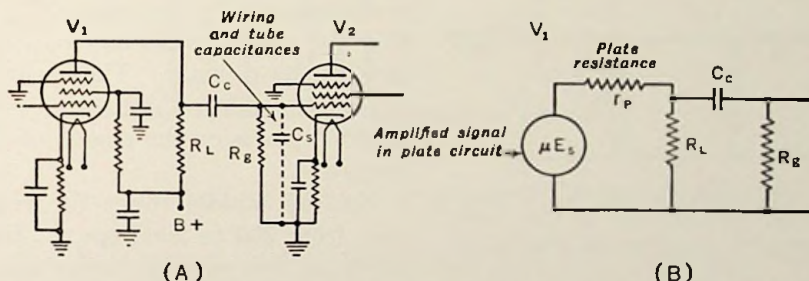 V1
Wiring
and tube
capacitances
V2
Cc
RL
Rg
Cs
B+
(A)
V1
Plate
resistance
rP
Cc
Amplified signal
in plate circuit
μEs
RL
Rg
(B)